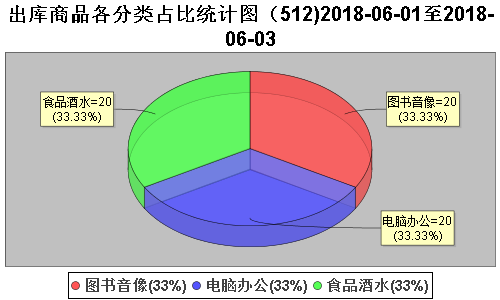 出库商品各分类占比统计图（512)2018-06-01至2018-
06-03
食品酒水=20
(33.33%)
图书音像=20
(33.33%)
电脑办公=20
(33.33%)
图书音像(33%) 电脑办公(33%) 食品酒水(33%)